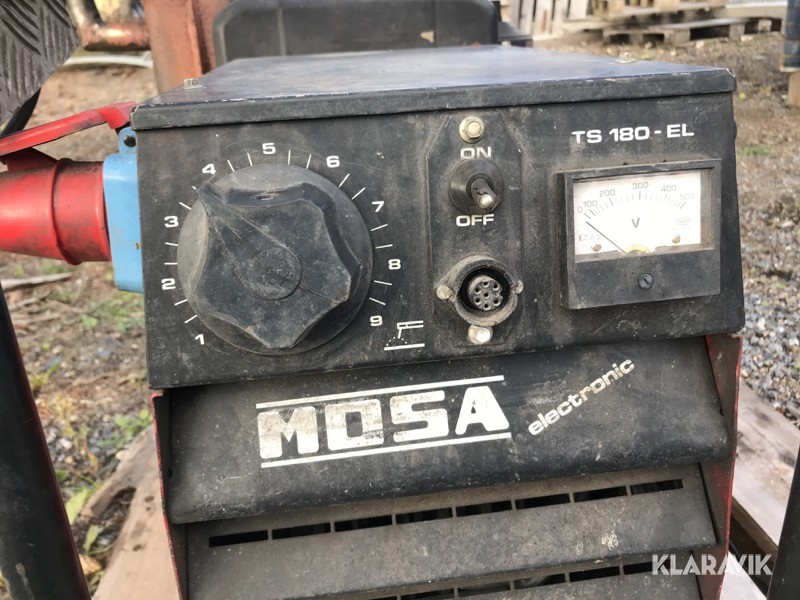 ON
OFF
TS 180-EL
0 100 200 300 400 500
V
1
2
3
4
5
6
7
8
9
MOSA
electronic
KLARAVIK